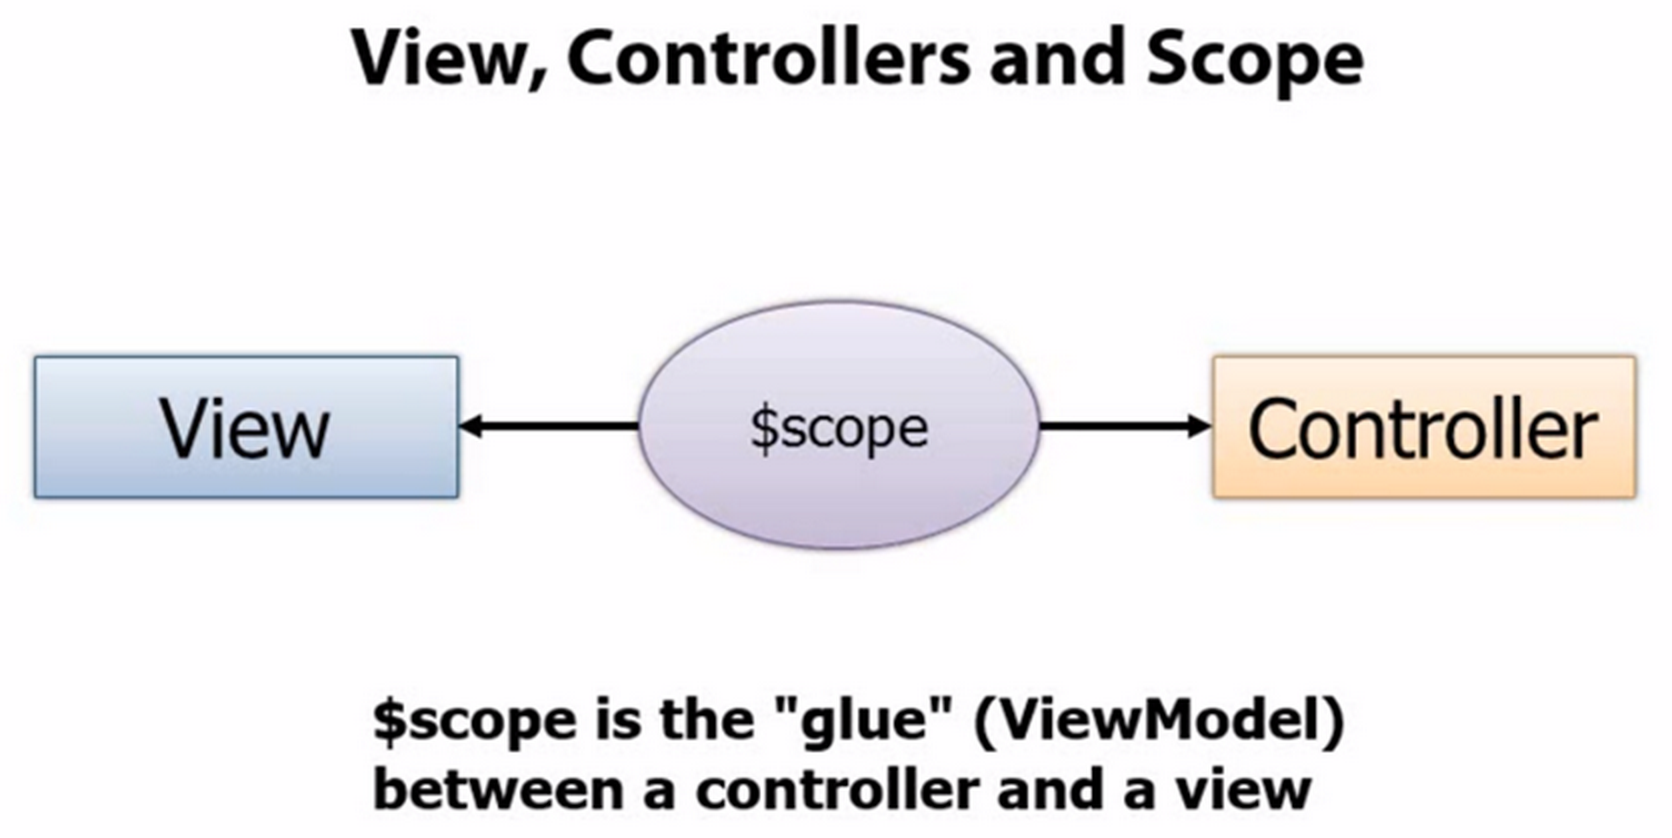 View, Controllers and Scope
View
$scope
Controller
$scope is the "glue" (ViewModel)
between a controller and a view